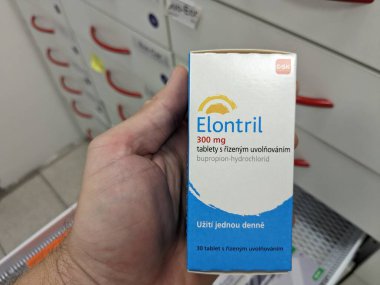 GSK
Elontril
300 mg
tablety s řízeným uvolňováním
bupropion-hydrochlorid
Užití jednou denně
30 tablet s řízeným uvolňováním